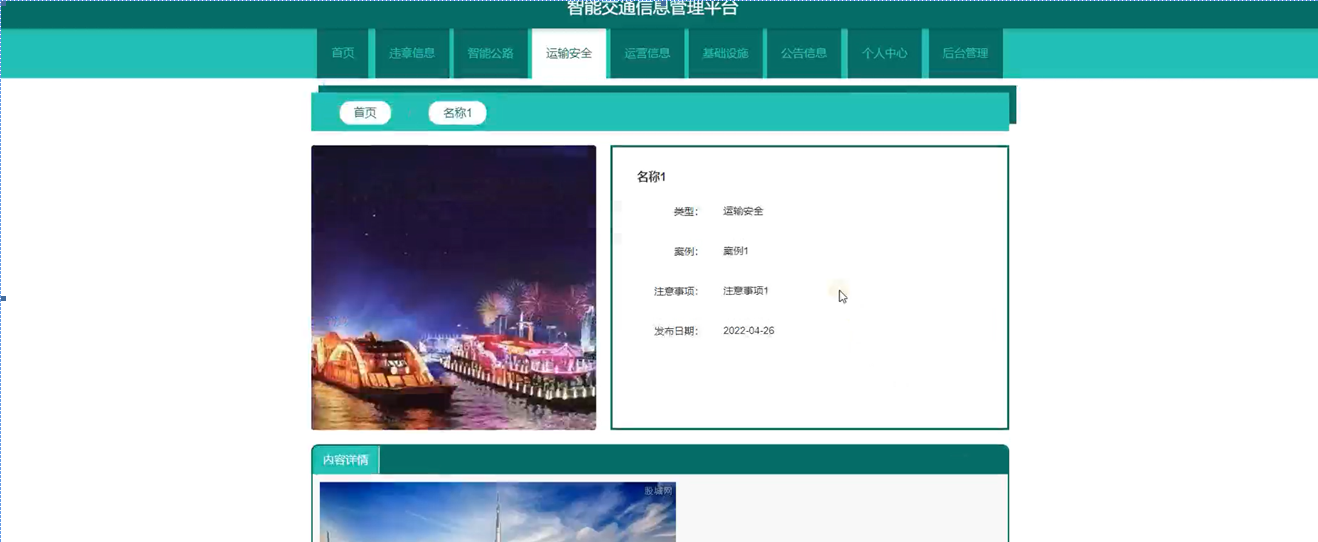 智能交通信息管理平台
首页 违章信息 智能公路 运输安全 运营信息 基础设施 公告信息 个人中心 后台管理
首页 名称1
名称1
类型： 运输安全
案例： 案例1
注意事项： 注意事项1
发布日期： 2022-04-26
内容详情
股城网